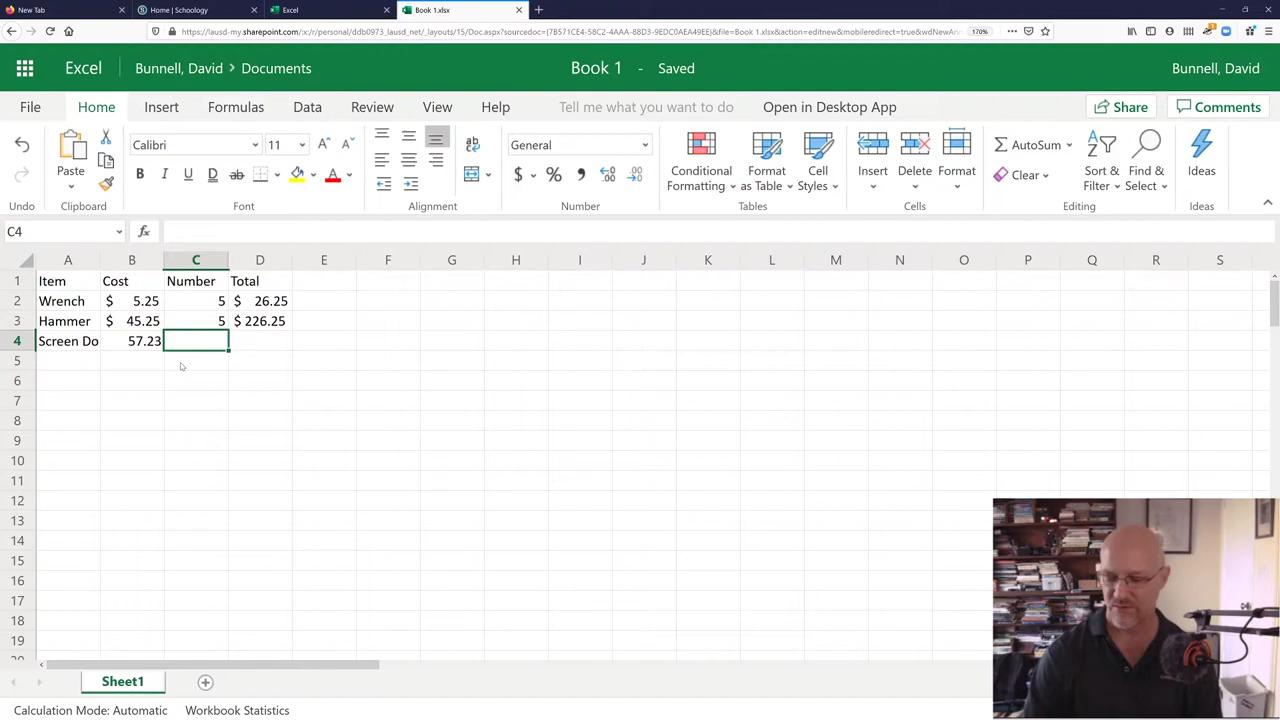 New Tab
Home | Schoology
Excel
Book 1.xlsx
https://lausd-my.sharepoint.com/:x:/personal/ddb0973_lausd_net/_layouts/15/Doc.aspx?sourcedoc={7B571CE4-58C2-4AAA-88D3-9EDC0AEA49EE}&file=Book 1.xlsx&action=editnew&mobileredirect=true&wdNewAn
170%
Excel
Bunnell, David > Documents
Book 1 - Saved
Bunnell, David
File
Home
Insert
Formulas
Data
Review
View
Help
Tell me what you want to do
Open in Desktop App
Share
Comments
Paste
Calibri
11
B I U D ab
A A
ab
General
$ % , .00 .00
Conditional Formatting
Format as Table
Cell Styles
Insert
Delete
Format
AutoSum
Clear
Sort & Filter
Find & Select
Ideas
Undo
Clipboard
Font
Alignment
Number
Tables
Cells
Editing
Ideas
C4
fx
A B C D E F G H I J K L M N O P Q R S
1 Item Cost Number Total
2 Wrench $ 5.25 5 $ 26.25
3 Hammer $ 45.25 5 $ 226.25
4 Screen Do 57.23
5
6
7
8
9
10
11
12
13
14
15
16
17
18
19
20
Sheet1
Calculation Mode: Automatic
Workbook Statistics